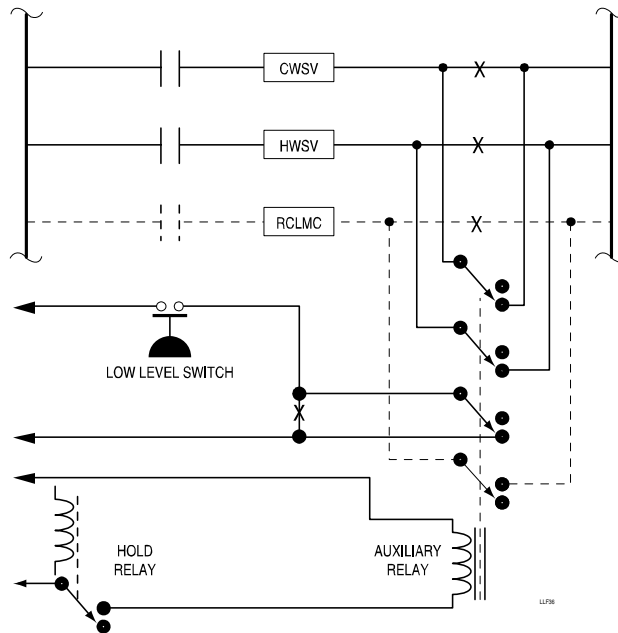 CWSV
HWSV
RCLMC
LOW LEVEL SWITCH
HOLD
RELAY
AUXILIARY
RELAY
LLF36